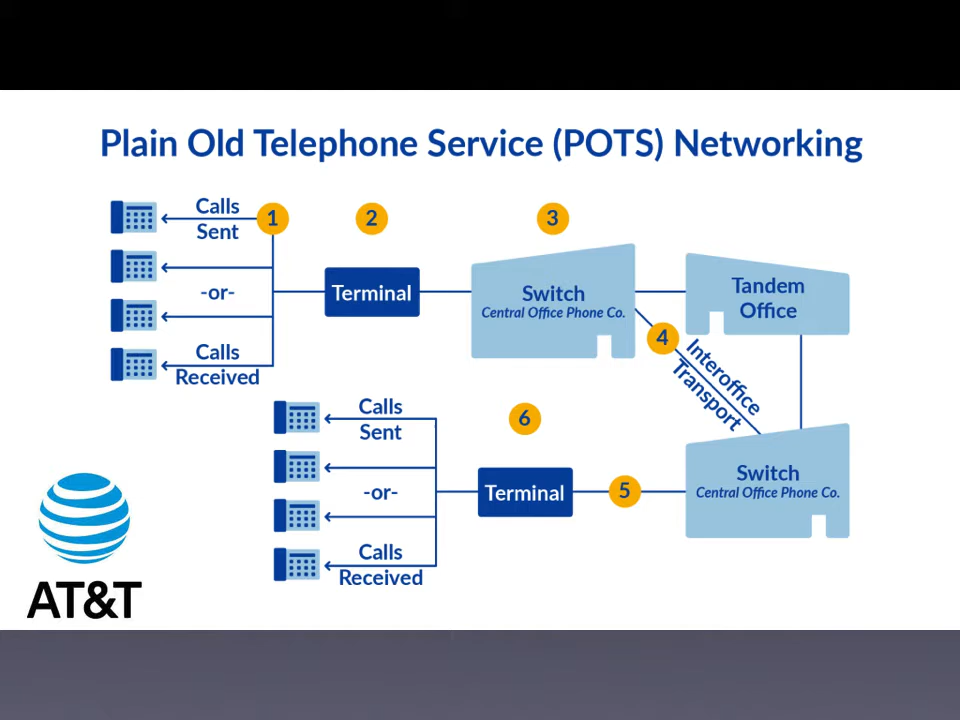 Plain Old Telephone Service (POTS) Networking
Calls
Sent
1
2
3
-or-
Calls
Received
Terminal
Switch
Central Office Phone Co.
Tandem
Office
4
Interoffice
Transport
Calls
Sent
6
-or-
Calls
Received
Terminal
5
Switch
Central Office Phone Co.
AT&T